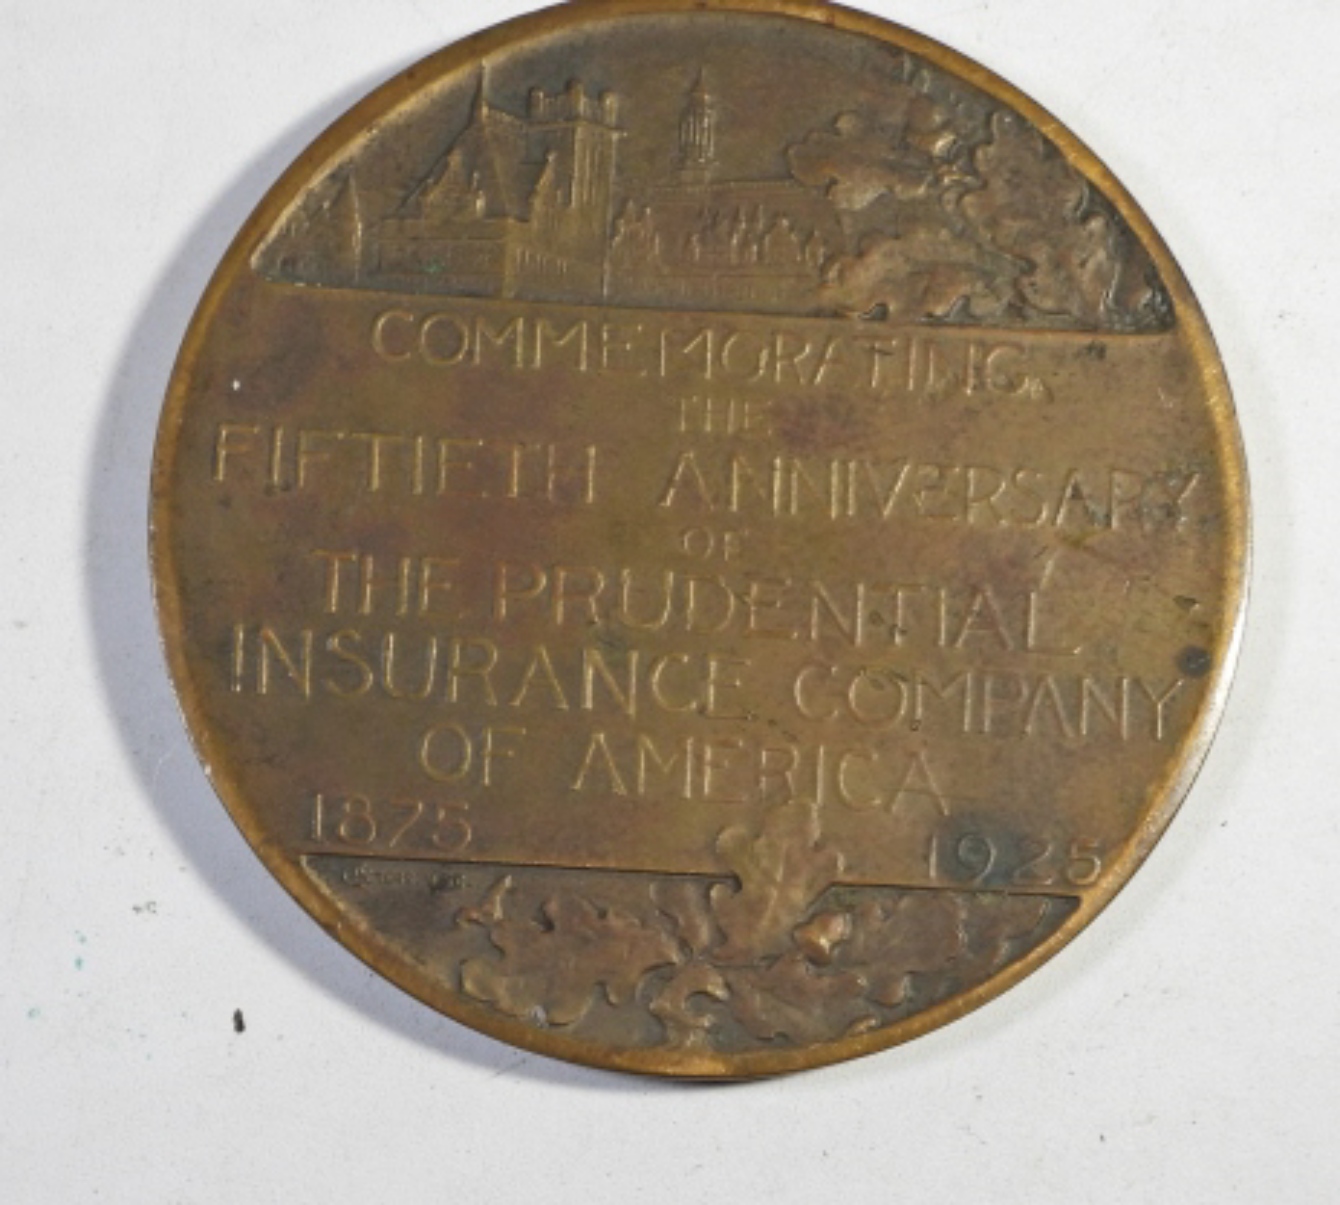 COMMEMORATING
THE
FIFTIETH ANNIVERSARY
OF
THE PRUDENTIAL
INSURANCE COMPANY
OF AMERICA
1875
1925